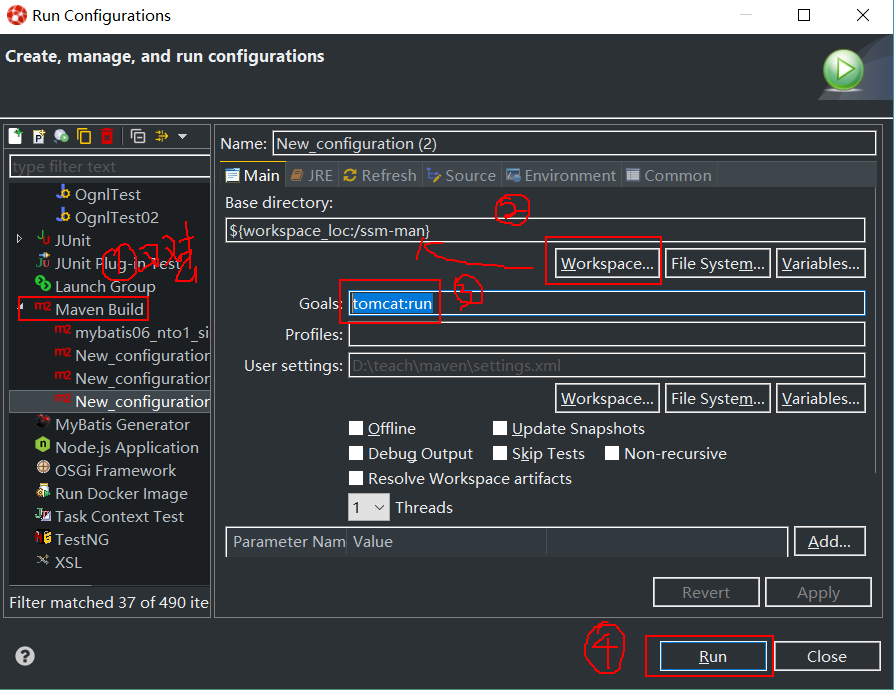 Run Configurations
Create, manage, and run configurations
type filter text
OgnlTest
OgnlTest02
JUnit
JUnit Plug-in Test
Launch Group
Maven Build
mybatis06_nto1_si
New_configuration
New_configuration
New_configuration
MyBatis Generator
Node.js Application
OSGi Framework
Run Docker Image
Task Context Test
TestNG
XSL
Filter matched 37 of 490 ite
Name: New_configuration (2)
Main JRE Refresh Source Environment Common
Base directory:
${workspace_loc:/ssm-man}
Workspace... File System... Variables...
Goals: tomcat:run
Profiles:
User settings: D:\teach\maven\settings.xml
Workspace... File System... Variables...
Offline Update Snapshots
Debug Output Skip Tests Non-recursive
Resolve Workspace artifacts
1 Threads
Parameter Nam Value
Add...
Revert Apply
④ Run Close